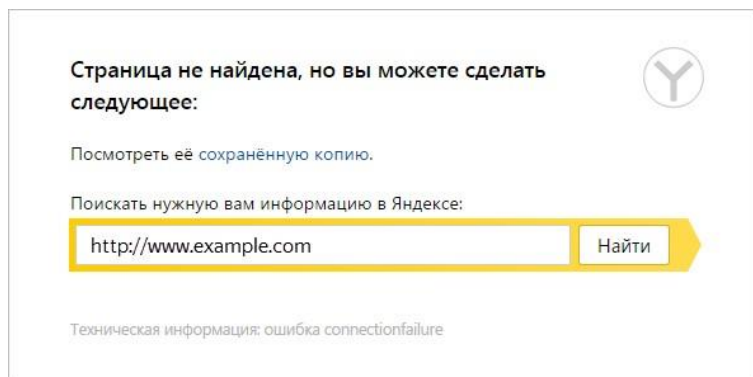 Страница не найдена, но вы можете сделать
следующее:
Посмотреть её сохранённую копию.
Поискать нужную вам информацию в Яндексе:
http://www.example.com
Найти
Техническая информация: ошибка connectionfailure